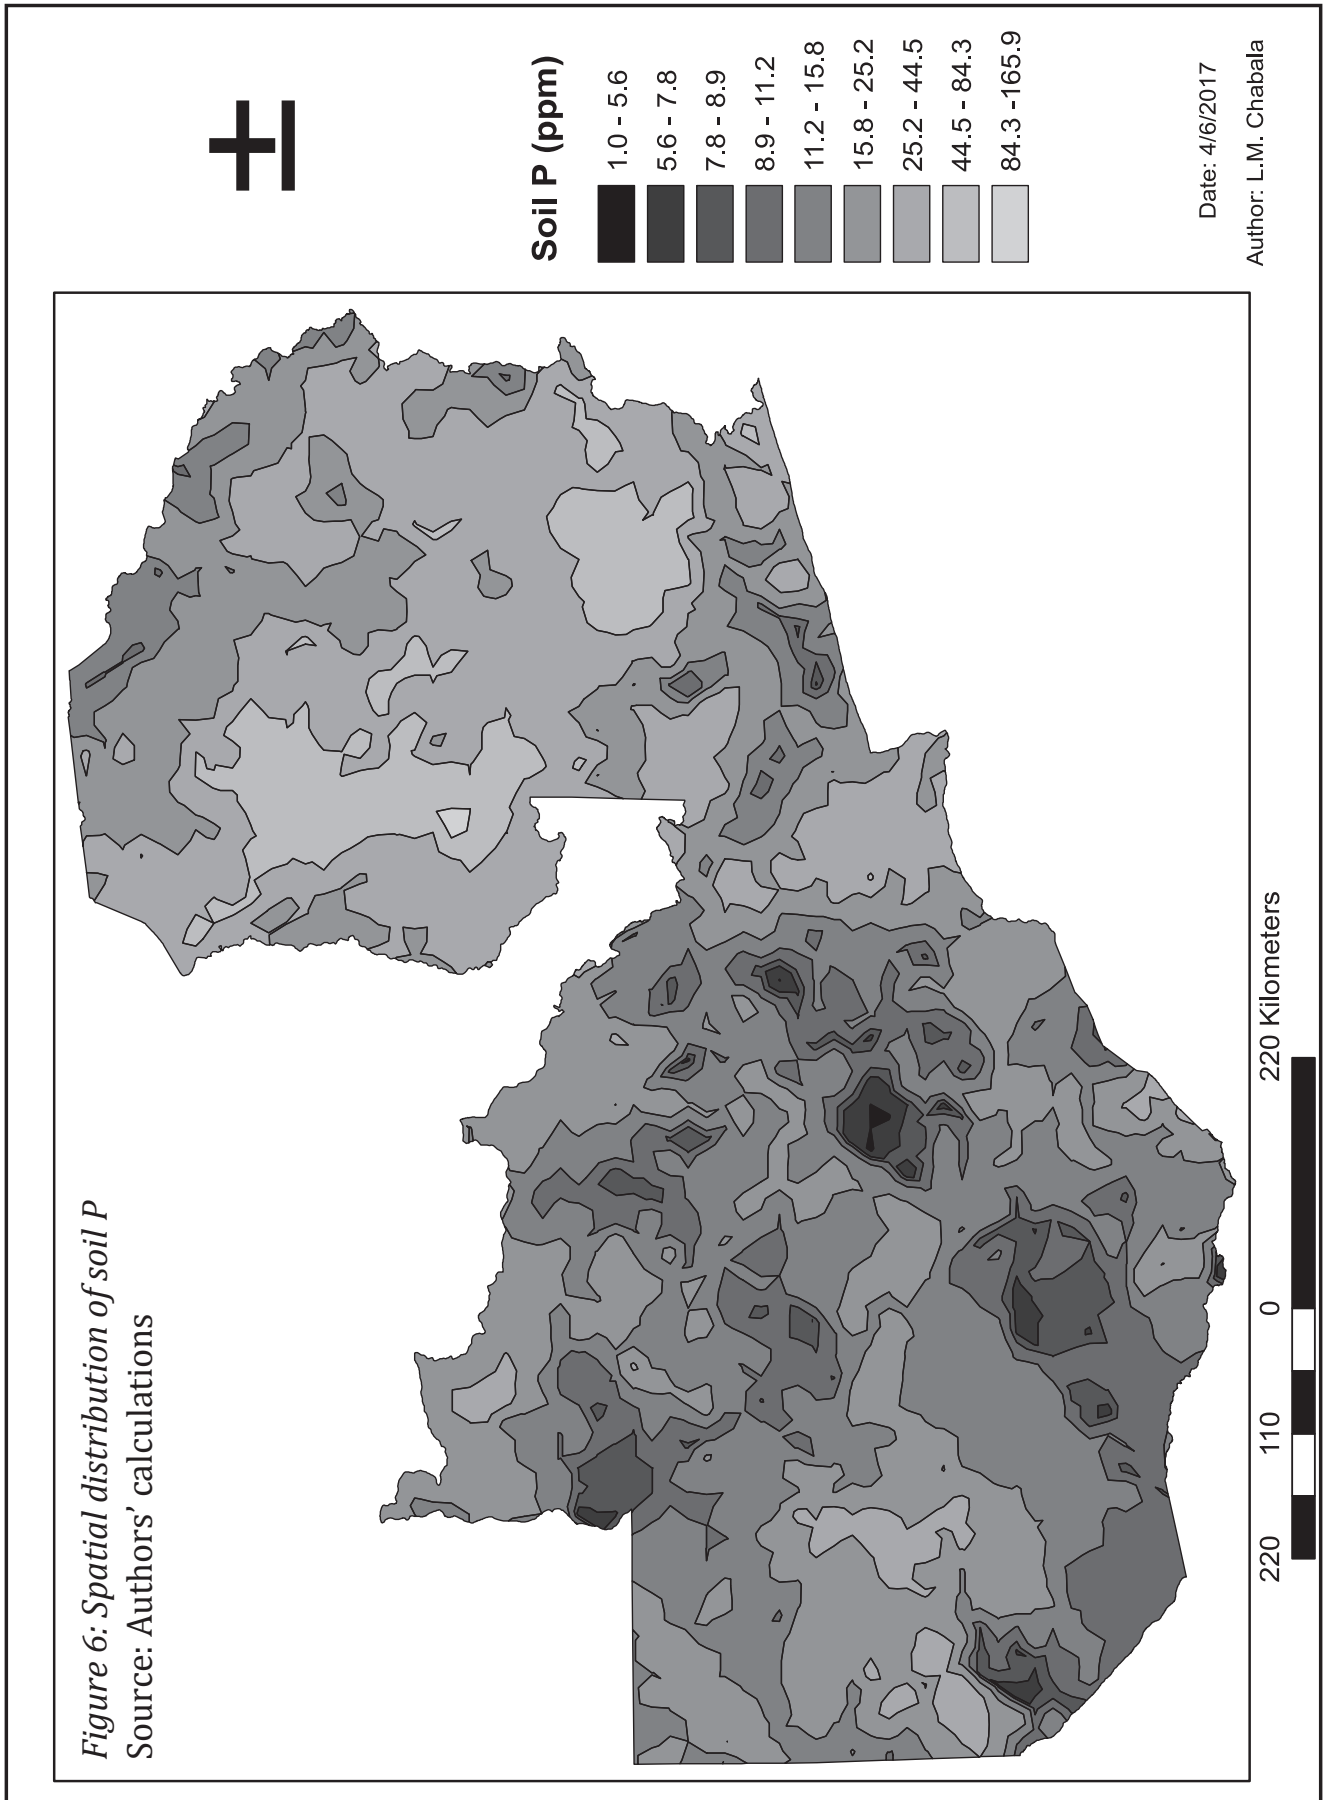 Figure 6: Spatial distribution of soil P
Source: Authors’ calculations
Soil P (ppm)
1.0 - 5.6
5.6 - 7.8
7.8 - 8.9
8.9 - 11.2
11.2 - 15.8
15.8 - 25.2
25.2 - 44.5
44.5 - 84.3
84.3 -165.9
220 110 0 220 Kilometers
Date: 4/6/2017
Author: L.M. Chabala